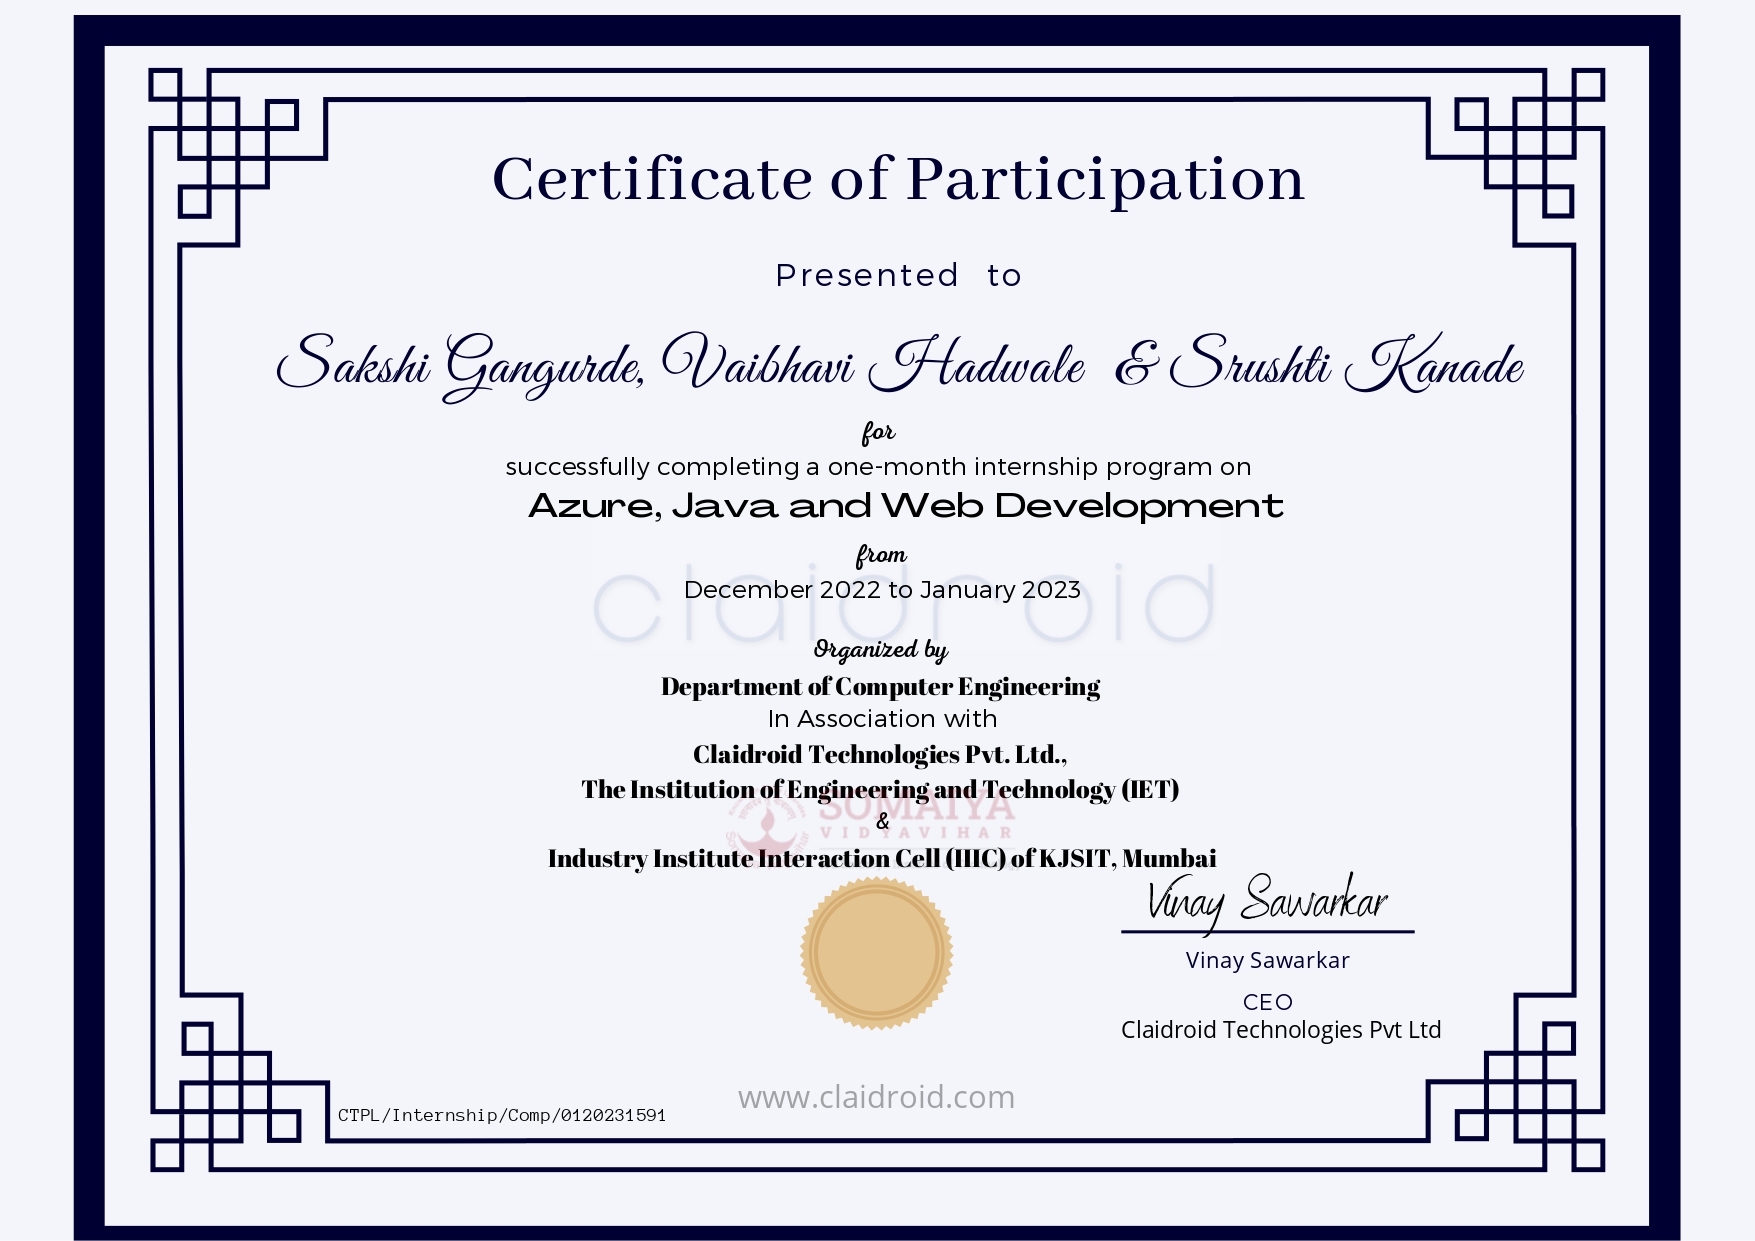 Certificate of Participation
Presented to
Sakshi Gangurde, Vaibhavi Hadwale & Srushti Kanade
for
successfully completing a one-month internship program on
Azure, Java and Web Development
from
claidroid
December 2022 to January 2023
Organized by
Department of Computer Engineering
In Association with
Claidroid Technologies Pvt. Ltd.,
The Institution of Engineering and Technology (IET)
SOMAIYA
&
VIDYAVIHAR
Industry Institute Interaction Cell (IIIC) of KJSIT, Mumbai
Vinay Sawarkar
Vinay Sawarkar
CEO
Claidroid Technologies Pvt Ltd
www.claidroid.com
CTPL/Internship/Comp/0120231591